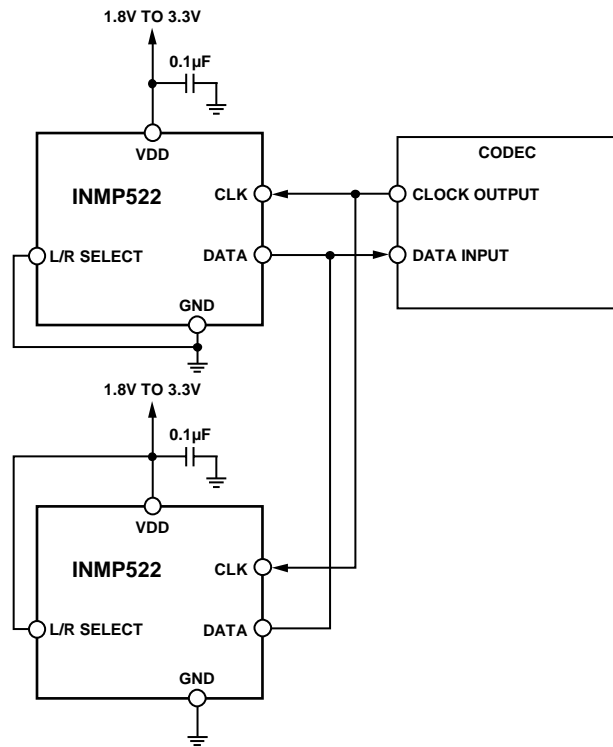 1.8V TO 3.3V
0.1µF
VDD
CODEC
INMP522
CLK
CLOCK OUTPUT
L/R SELECT
DATA
DATA INPUT
GND
1.8V TO 3.3V
0.1µF
VDD
INMP522
CLK
L/R SELECT
DATA
GND